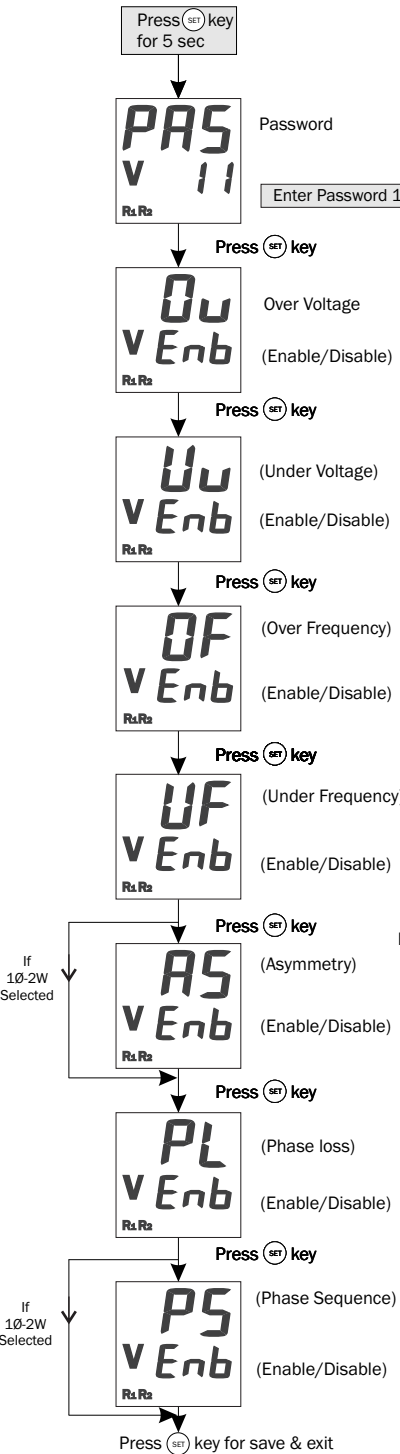 Press SET key
for 5 sec
PAS
Password
V 11
R1 R2
Enter Password 1
Press SET key
Ou
Over Voltage
V Enb
(Enable/Disable)
R1 R2
Press SET key
Uu
(Under Voltage)
V Enb
(Enable/Disable)
R1 R2
Press SET key
OF
(Over Frequency)
V Enb
(Enable/Disable)
R1 R2
Press SET key
UF
(Under Frequency)
V Enb
(Enable/Disable)
R1 R2
Press SET key
If
1Ø-2W
Selected
AS
(Asymmetry)
V Enb
(Enable/Disable)
R1 R2
Press SET key
PL
(Phase loss)
V Enb
(Enable/Disable)
R1 R2
Press SET key
If
1Ø-2W
Selected
PS
(Phase Sequence)
V Enb
(Enable/Disable)
R1 R2
Press SET key for save & exit